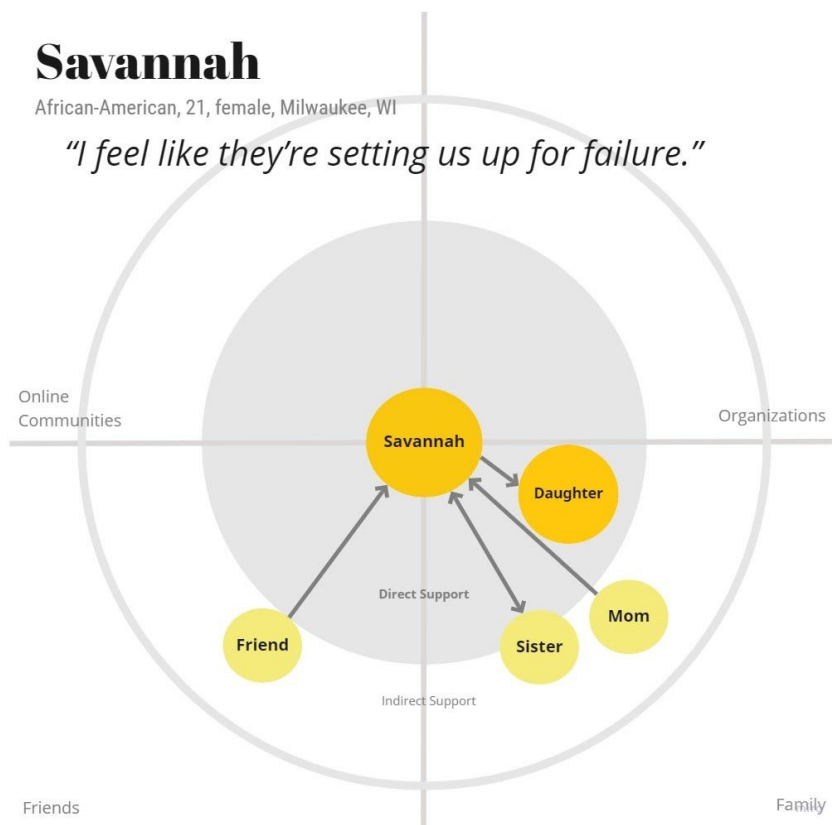 Savannah
African-American, 21, female, Milwaukee, WI
“I feel like they’re setting us up for failure.”
Online
Communities
Organizations
Savannah
Daughter
Direct Support
Mom
Friend
Sister
Indirect Support
Friends
Family